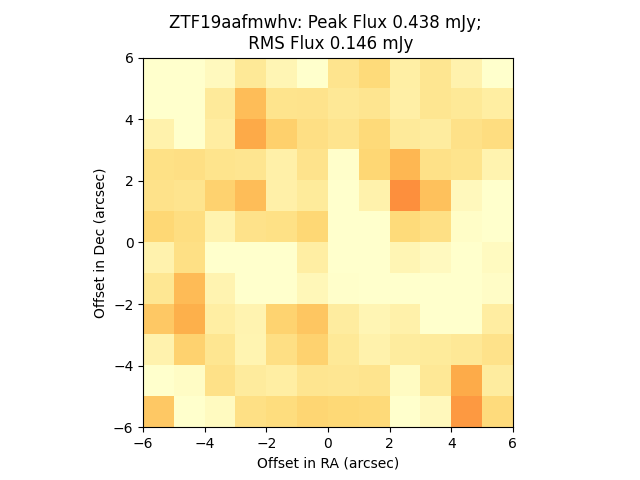 ZTF19aafmwhv: Peak Flux 0.438 mJy;
RMS Flux 0.146 mJy
6
4
2
0
−2
−4
−6
Offset in Dec (arcsec)
−6 −4 −2 0 2 4 6
Offset in RA (arcsec)